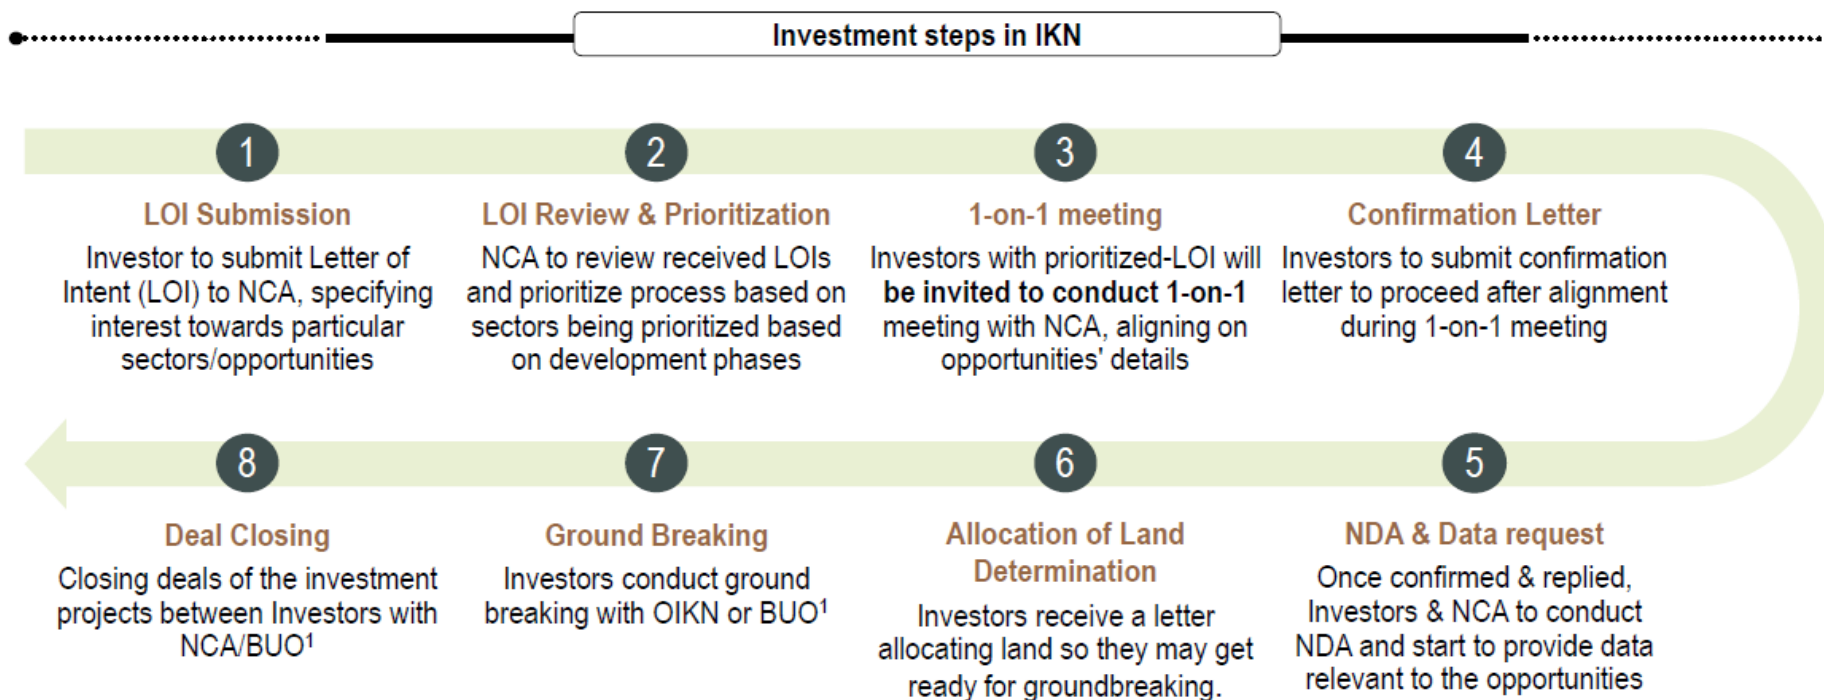 Investment steps in IKN
1
LOI Submission
Investor to submit Letter of
Intent (LOI) to NCA, specifying
interest towards particular
sectors/opportunities
2
LOI Review & Prioritization
NCA to review received LOIs
and prioritize process based on
sectors being prioritized based
on development phases
3
1-on-1 meeting
Investors with prioritized-LOI will
be invited to conduct 1-on-1
meeting with NCA, aligning on
opportunities' details
4
Confirmation Letter
Investors to submit confirmation
letter to proceed after alignment
during 1-on-1 meeting
5
NDA & Data request
Once confirmed & replied,
Investors & NCA to conduct
NDA and start to provide data
relevant to the opportunities
6
Allocation of Land
Determination
Investors receive a letter
allocating land so they may get
ready for groundbreaking.
7
Ground Breaking
Investors conduct ground
breaking with OIKN or BUO¹
8
Deal Closing
Closing deals of the investment
projects between Investors with
NCA/BUO¹